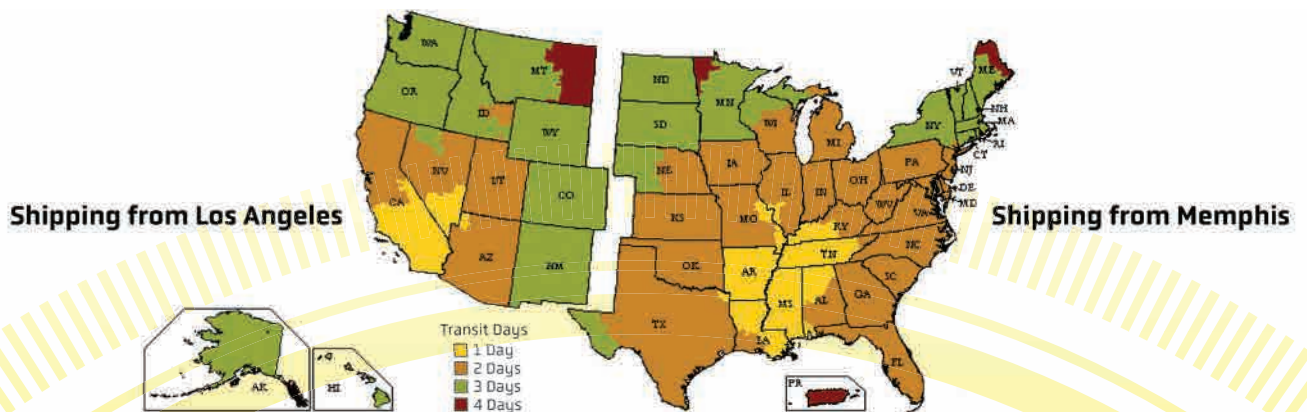 WA
MT
ND
MN
UT
ME
OR
ID
SD
WI
NH
MA
WY
MI
NY
RI
CT
NV
UT
NE
IA
PA
NJ
CA
CO
IL
IN
OH
WV
VA
DE
MD
KS
MO
KY
Shipping from Los Angeles
Shipping from Memphis
AZ
NM
OK
AR
TN
NC
SC
MS
AL
GA
TX
LA
FL
Transit Days
1 Day
2 Days
3 Days
4 Days
AK
HI
PR